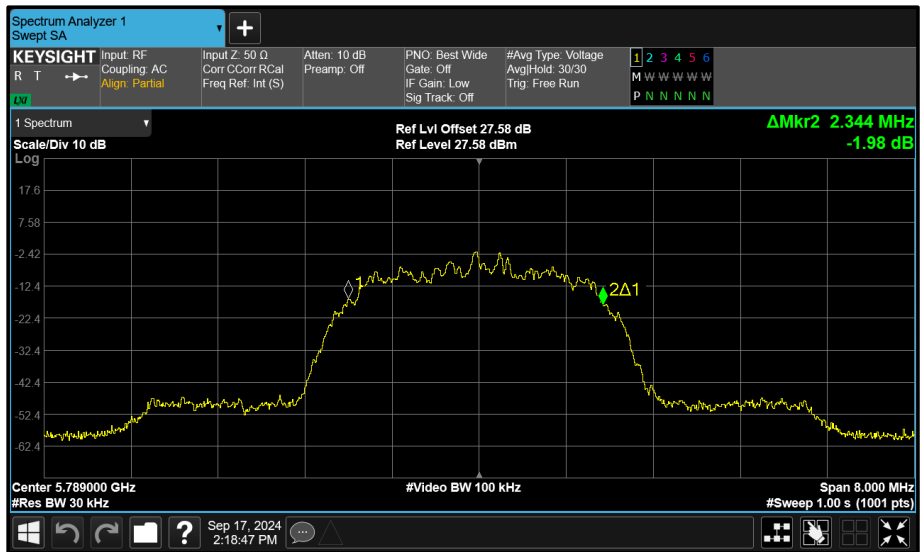 Spectrum Analyzer 1
Swept SA
+
KEYSIGHT
R T
LXI
Input: RF
Coupling: AC
Align: Partial
Input Z: 50 Ω
Corr CCorr RCal
Freq Ref: Int (S)
Atten: 10 dB
Preamp: Off
PNO: Best Wide
Gate: Off
IF Gain: Low
Sig Track: Off
#Avg Type: Voltage
Avg|Hold: 30/30
Trig: Free Run
1 2 3 4 5 6
M W W W W W
P N N N N N
1 Spectrum
Scale/Div 10 dB
Ref Lvl Offset 27.58 dB
Ref Level 27.58 dBm
ΔMkr2 2.344 MHz
-1.98 dB
Log
17.6
7.58
-2.42
-12.4
-22.4
-32.4
-42.4
-52.4
-62.4
1
2Δ1
Center 5.789000 GHz
#Video BW 100 kHz
Span 8.000 MHz
#Res BW 30 kHz
#Sweep 1.00 s (1001 pts)
?
Sep 17, 2024
2:18:47 PM